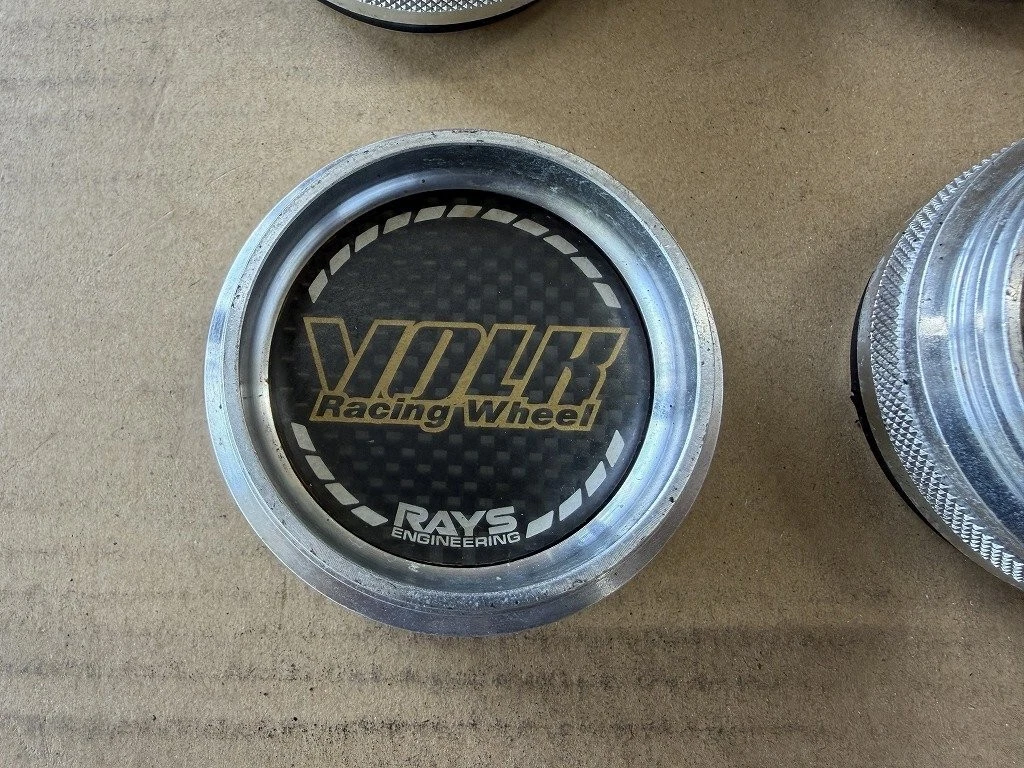 VOLK
Racing Wheel
RAYS
ENGINEERING